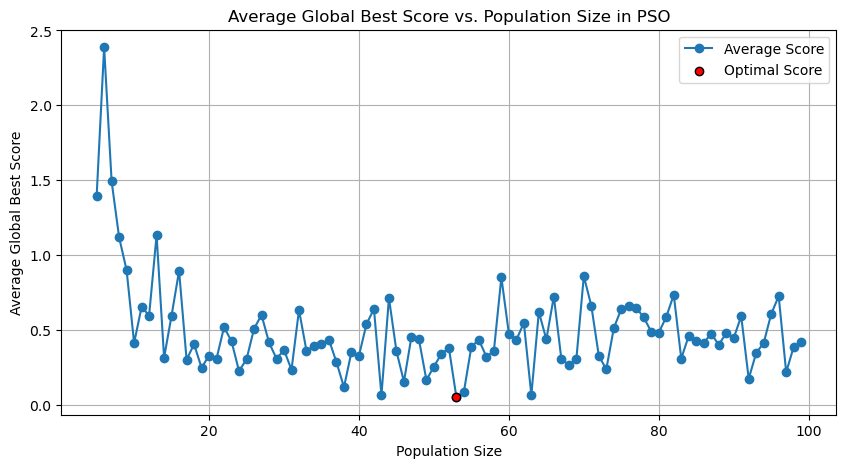 Average Global Best Score vs. Population Size in PSO
Average Score
Optimal Score
Average Global Best Score
2.5
2.0
1.5
1.0
0.5
0.0
20
40
60
80
100
Population Size